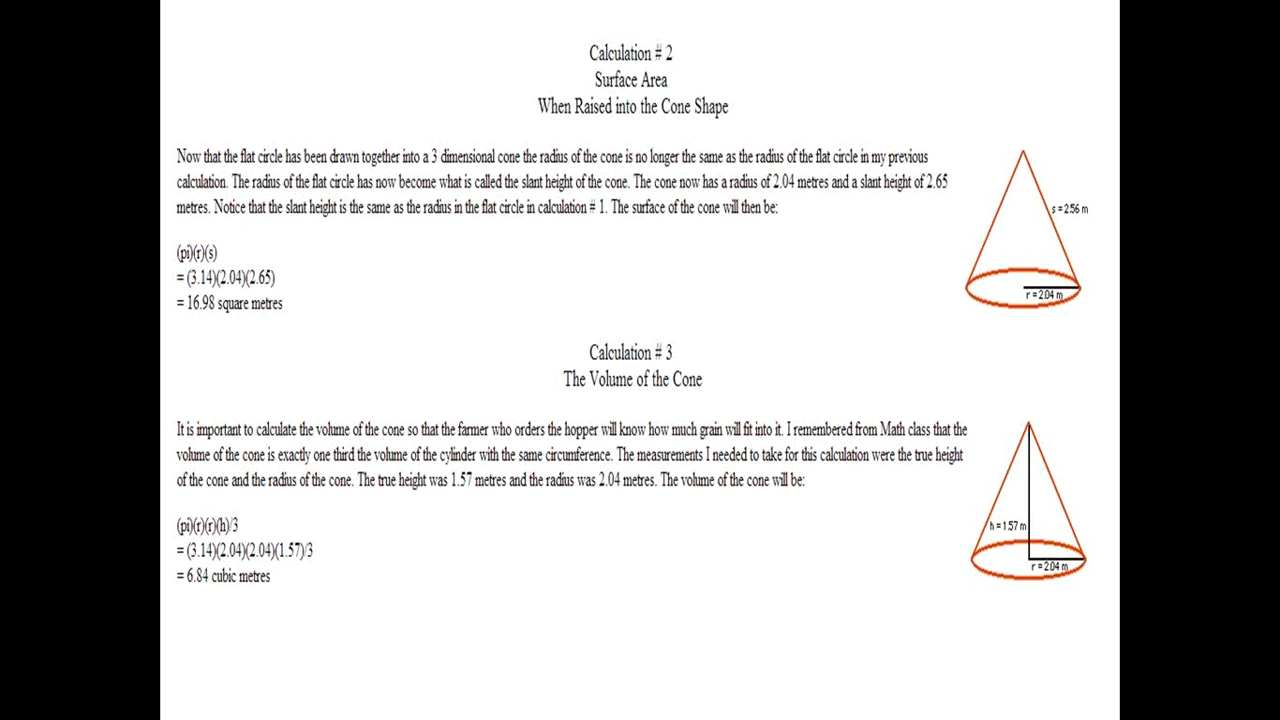 Calculation # 2
Surface Area
When Raised into the Cone Shape
Now that the flat circle has been drawn together into a 3 dimensional cone the radius of the cone is no longer the same as the radius of the flat circle in my previous
calculation. The radius of the flat circle has now become what is called the slant height of the cone. The cone now has a radius of 2.04 metres and a slant height of 2.65
metres. Notice that the slant height is the same as the radius in the flat circle in calculation # 1. The surface of the cone will then be:
s = 2.56 m
(pi)(r)(s)
= (3.14)(2.04)(2.65)
= 16.98 square metres
r = 2.04 m
Calculation # 3
The Volume of the Cone
It is important to calculate the volume of the cone so that the farmer who orders the hopper will know how much grain will fit into it. I remembered from Math class that the
volume of the cone is exactly one third the volume of the cylinder with the same circumference. The measurements I needed to take for this calculation were the true height
of the cone and the radius of the cone. The true height was 1.57 metres and the radius was 2.04 metres. The volume of the cone will be:
(pi)(r)(r)(h)/3
= (3.14)(2.04)(2.04)(1.57)/3
= 6.84 cubic metres
h = 1.57 m
r = 2.04 m